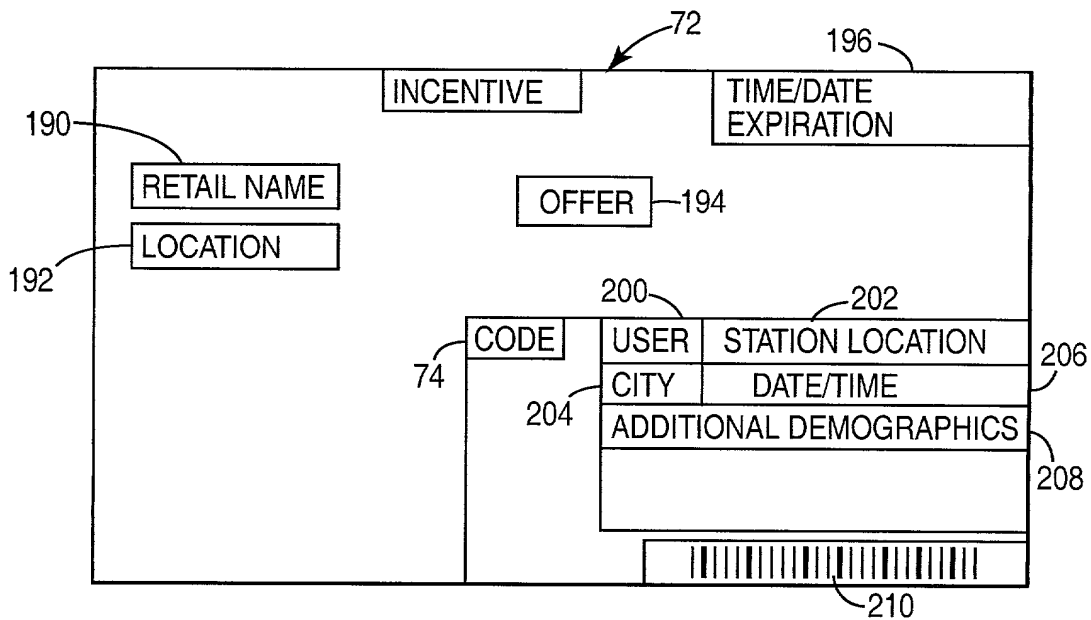 72
196
INCENTIVE
TIME/DATE
EXPIRATION
190
RETAIL NAME
OFFER
194
LOCATION
192
200
202
CODE
USER
STATION LOCATION
74
206
204
CITY
DATE/TIME
ADDITIONAL DEMOGRAPHICS
208
210